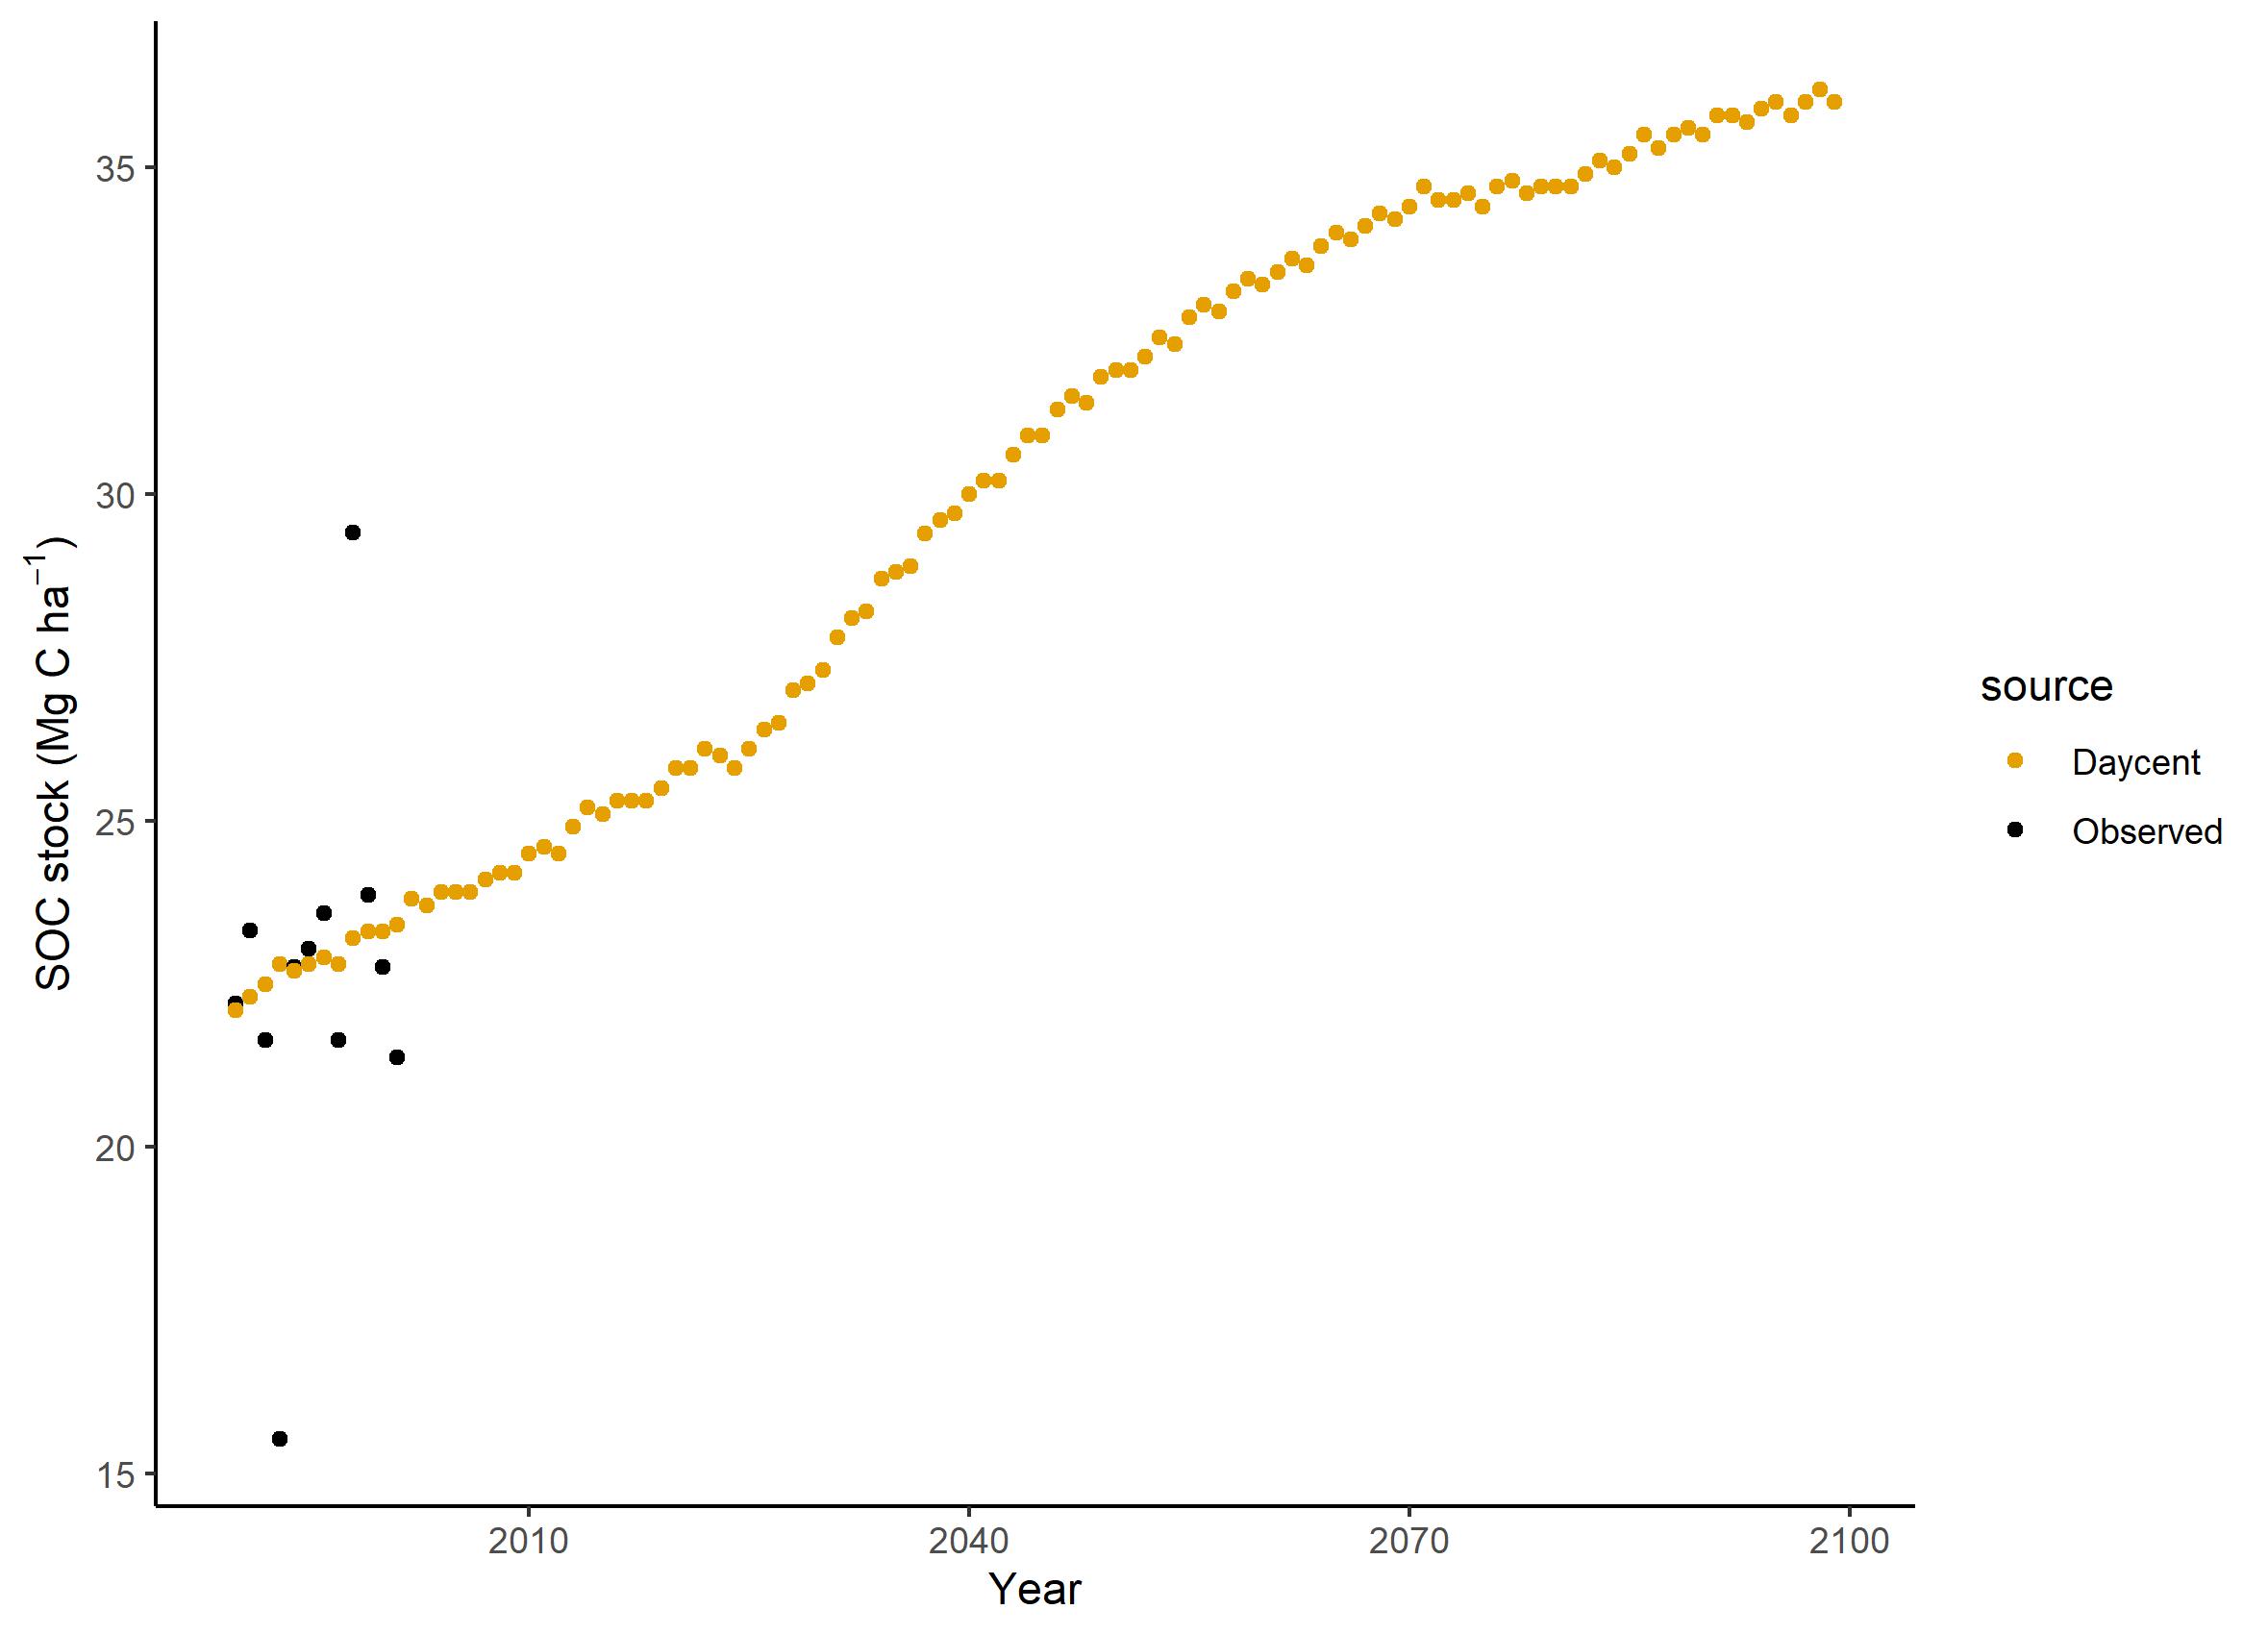 35
30
25
20
15
SOC stock (Mg C ha⁻¹)
2010 2040 2070 2100
Year
source
Daycent
Observed